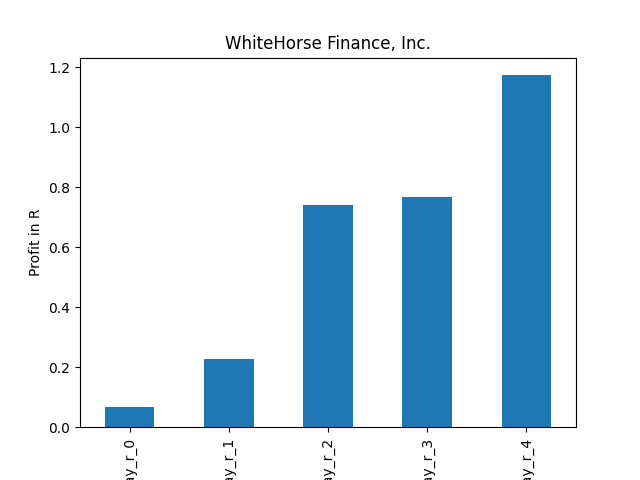 WhiteHorse Finance, Inc.
Profit in R
1.2
1.0
0.8
0.6
0.4
0.2
0.0
ay_r_0
ay_r_1
ay_r_2
ay_r_3
ay_r_4